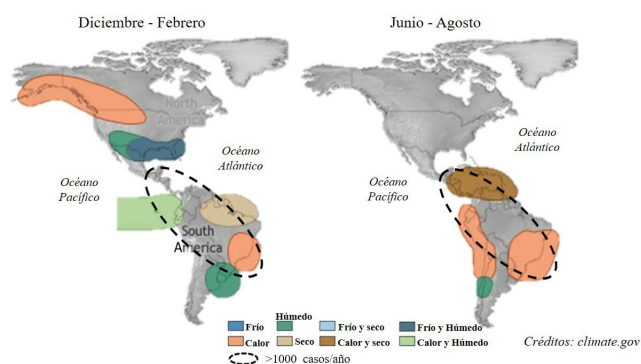 Diciembre - Febrero
Junio - Agosto
North
America
Océano
Atlántico
Océano
Pacífico
South
America
Océano
Atlántico
Océano
Pacífico
Frío
Húmedo
Frío y seco
Frío y Húmedo
Calor
Seco
Calor y seco
Calor y Húmedo
>1000 casos/año
Créditos: climate.gov